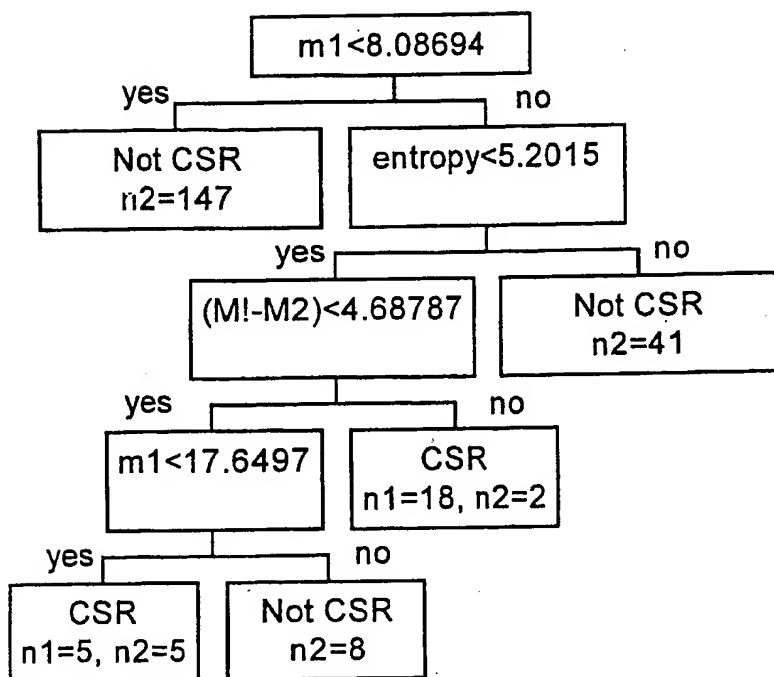 m1<8.08694
yes
no
Not CSR
n2=147
entropy<5.2015
yes
no
(M!-M2)<4.68787
Not CSR
n2=41
yes
no
m1<17.6497
CSR
n1=18, n2=2
yes
no
CSR
n1=5, n2=5
Not CSR
n2=8